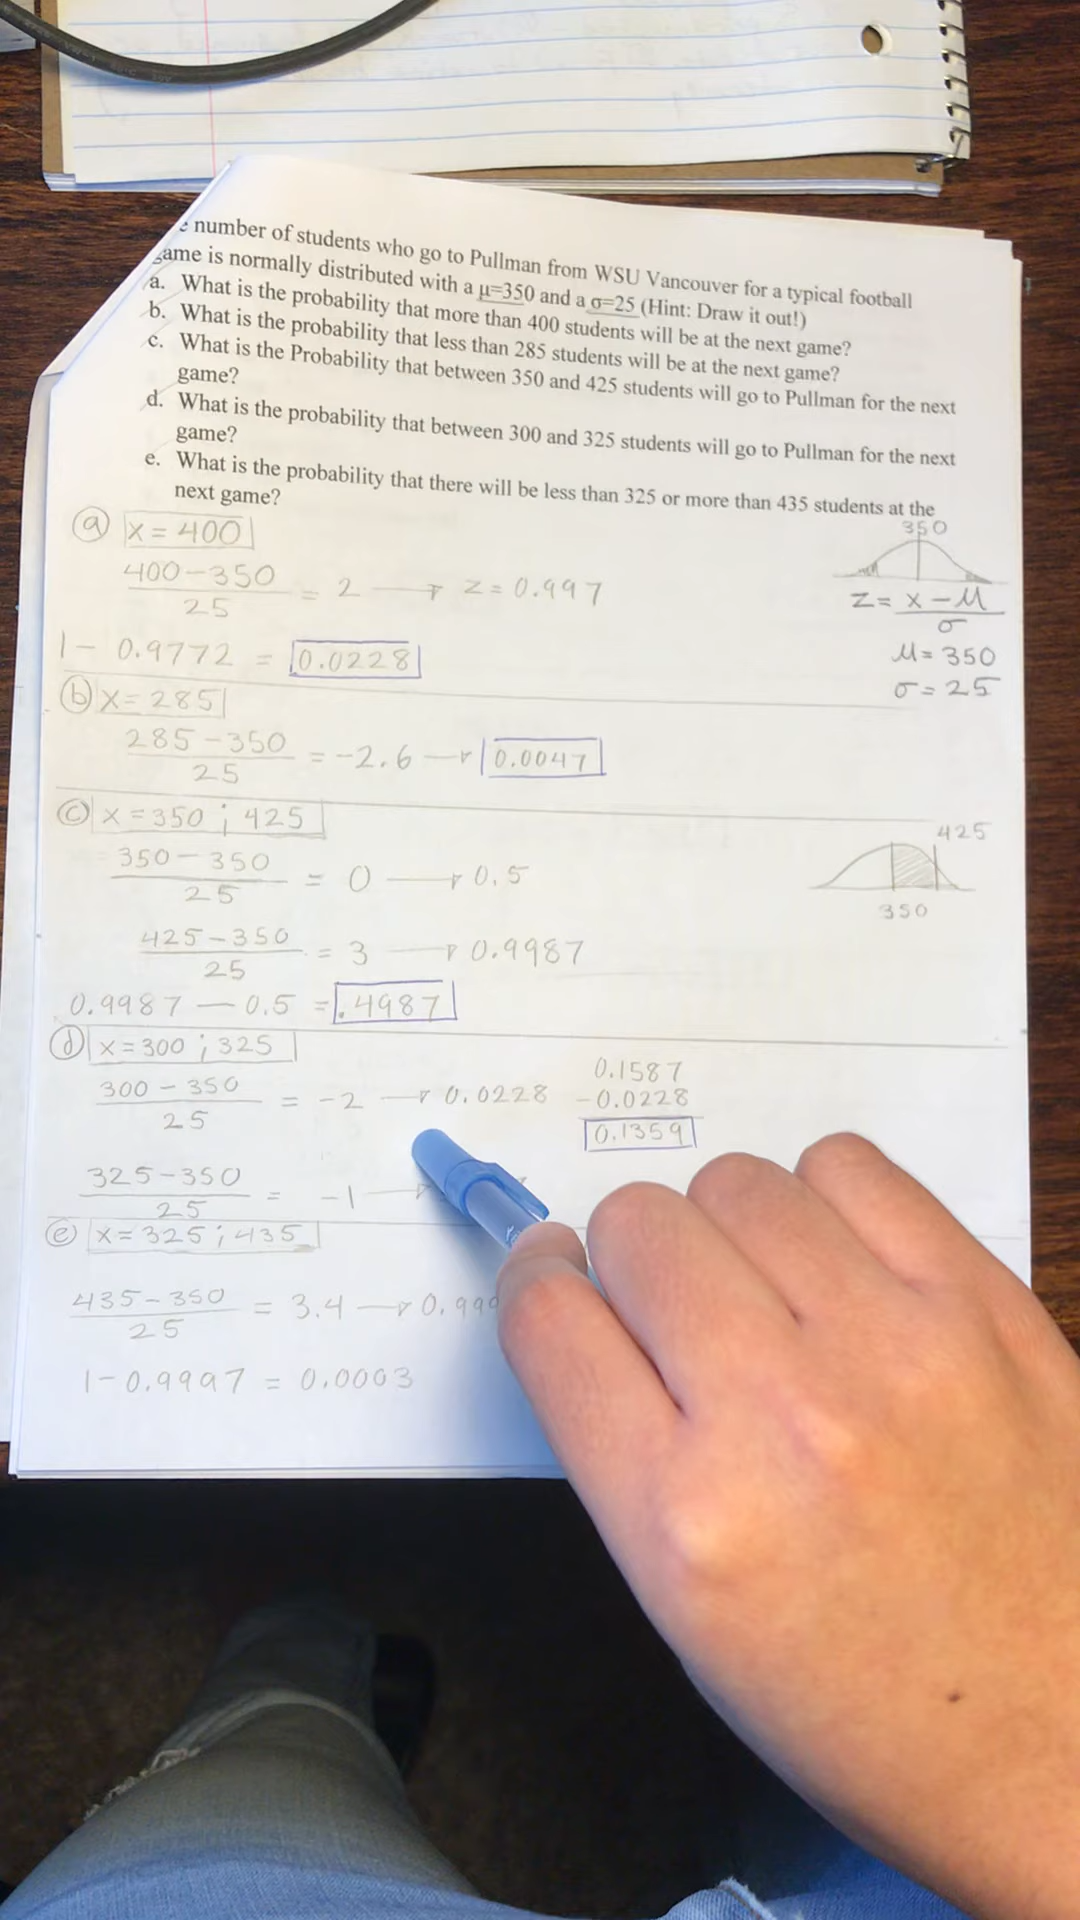 number of students who go to Pullman from WSU Vancouver for a typical football
game is normally distributed with a μ=350 and a σ=25 (Hint: Draw it out!)
a. What is the probability that more than 400 students will be at the next game?
b. What is the probability that less than 285 students will be at the next game?
c. What is the Probability that between 350 and 425 students will go to Pullman for the next
game?
d. What is the probability that between 300 and 325 students will go to Pullman for the next
game?
e. What is the probability that there will be less than 325 or more than 435 students at the
next game?
350
z = x - μ
σ
μ = 350
σ = 25
a x = 400
400 - 350
25
= 2 → z = 0.997
1 - 0.9772 = 0.0228
b x = 285
285 - 350
25
= -2.6 → 0.0047
c x = 350 ; 425
350 - 350
25
= 0 → 0.5
425
350
425 - 350
25
= 3 → 0.9987
0.9987 - 0.5 = .4987
d x = 300 ; 325
300 - 350
25
= -2 → 0.0228
0.1587
-0.0228
0.1359
325 - 350
25
= -1 →
e x = 325 ; 435
435 - 350
25
= 3.4 → 0.999
1 - 0.9997 = 0.0003